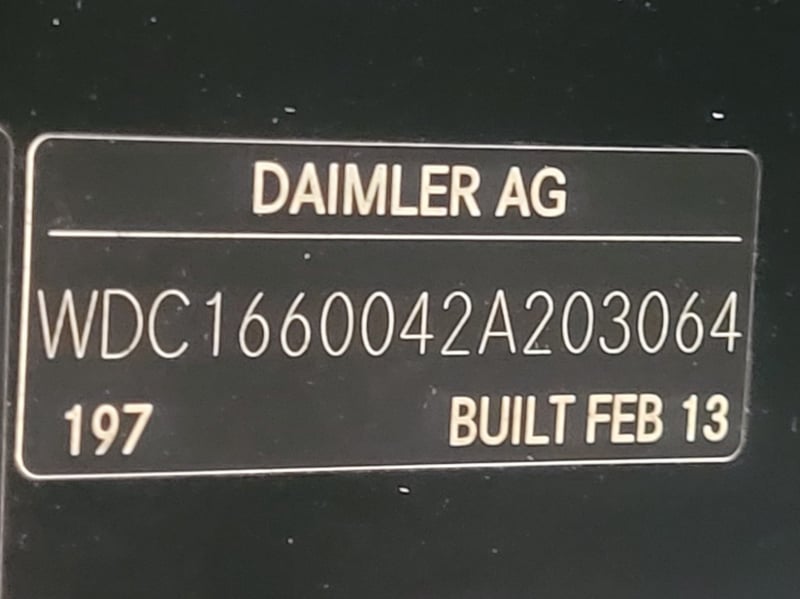 DAIMLER AG
WDC1660042A203064
197 BUILT FEB 13